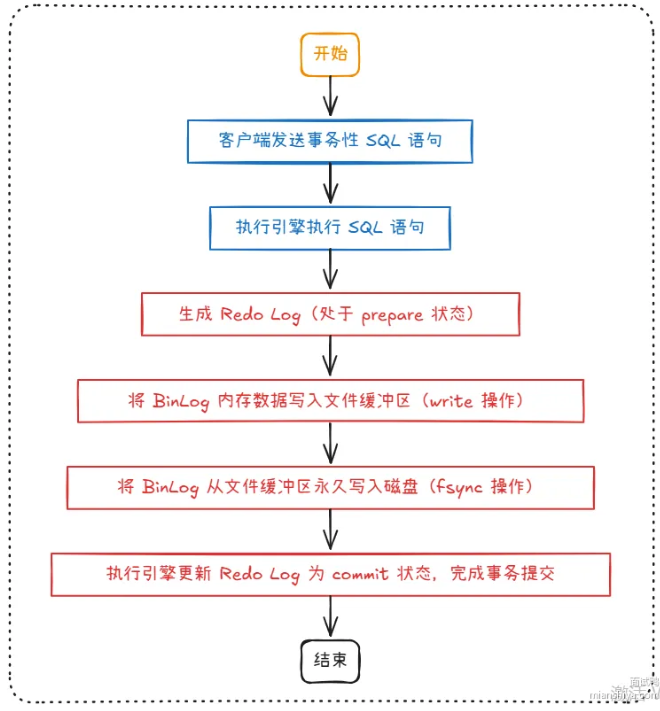 开始
客户端发送事务性 SQL 语句
执行引擎执行 SQL 语句
生成 Redo Log（处于 prepare 状态）
将 BinLog 内存数据写入文件缓冲区（write 操作）
将 BinLog 从文件缓冲区永久写入磁盘（fsync 操作）
执行引擎更新 Redo Log 为 commit 状态，完成事务提交
结束